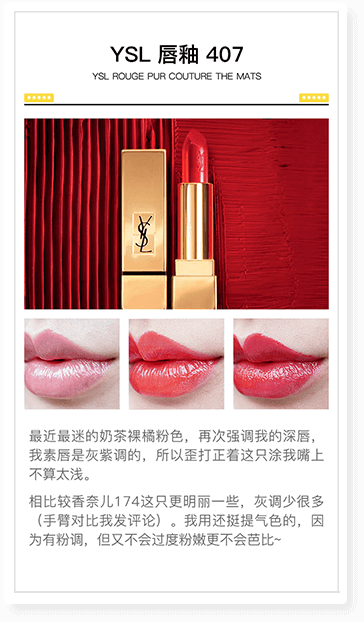 YSL 唇釉 407
YSL ROUGE PUR COUTURE THE MATS
YSL
最近最迷的奶茶裸橘粉色，再次强调我的深唇，
我素唇是灰紫调的，所以歪打正着这只涂我嘴上
不算太浅。
相比较香奈儿174这只更明丽一些，灰调少很多
（手臂对比我发评论）。我用还挺提气色的，因
为有粉调，但又不会过度粉嫩更不会芭比~